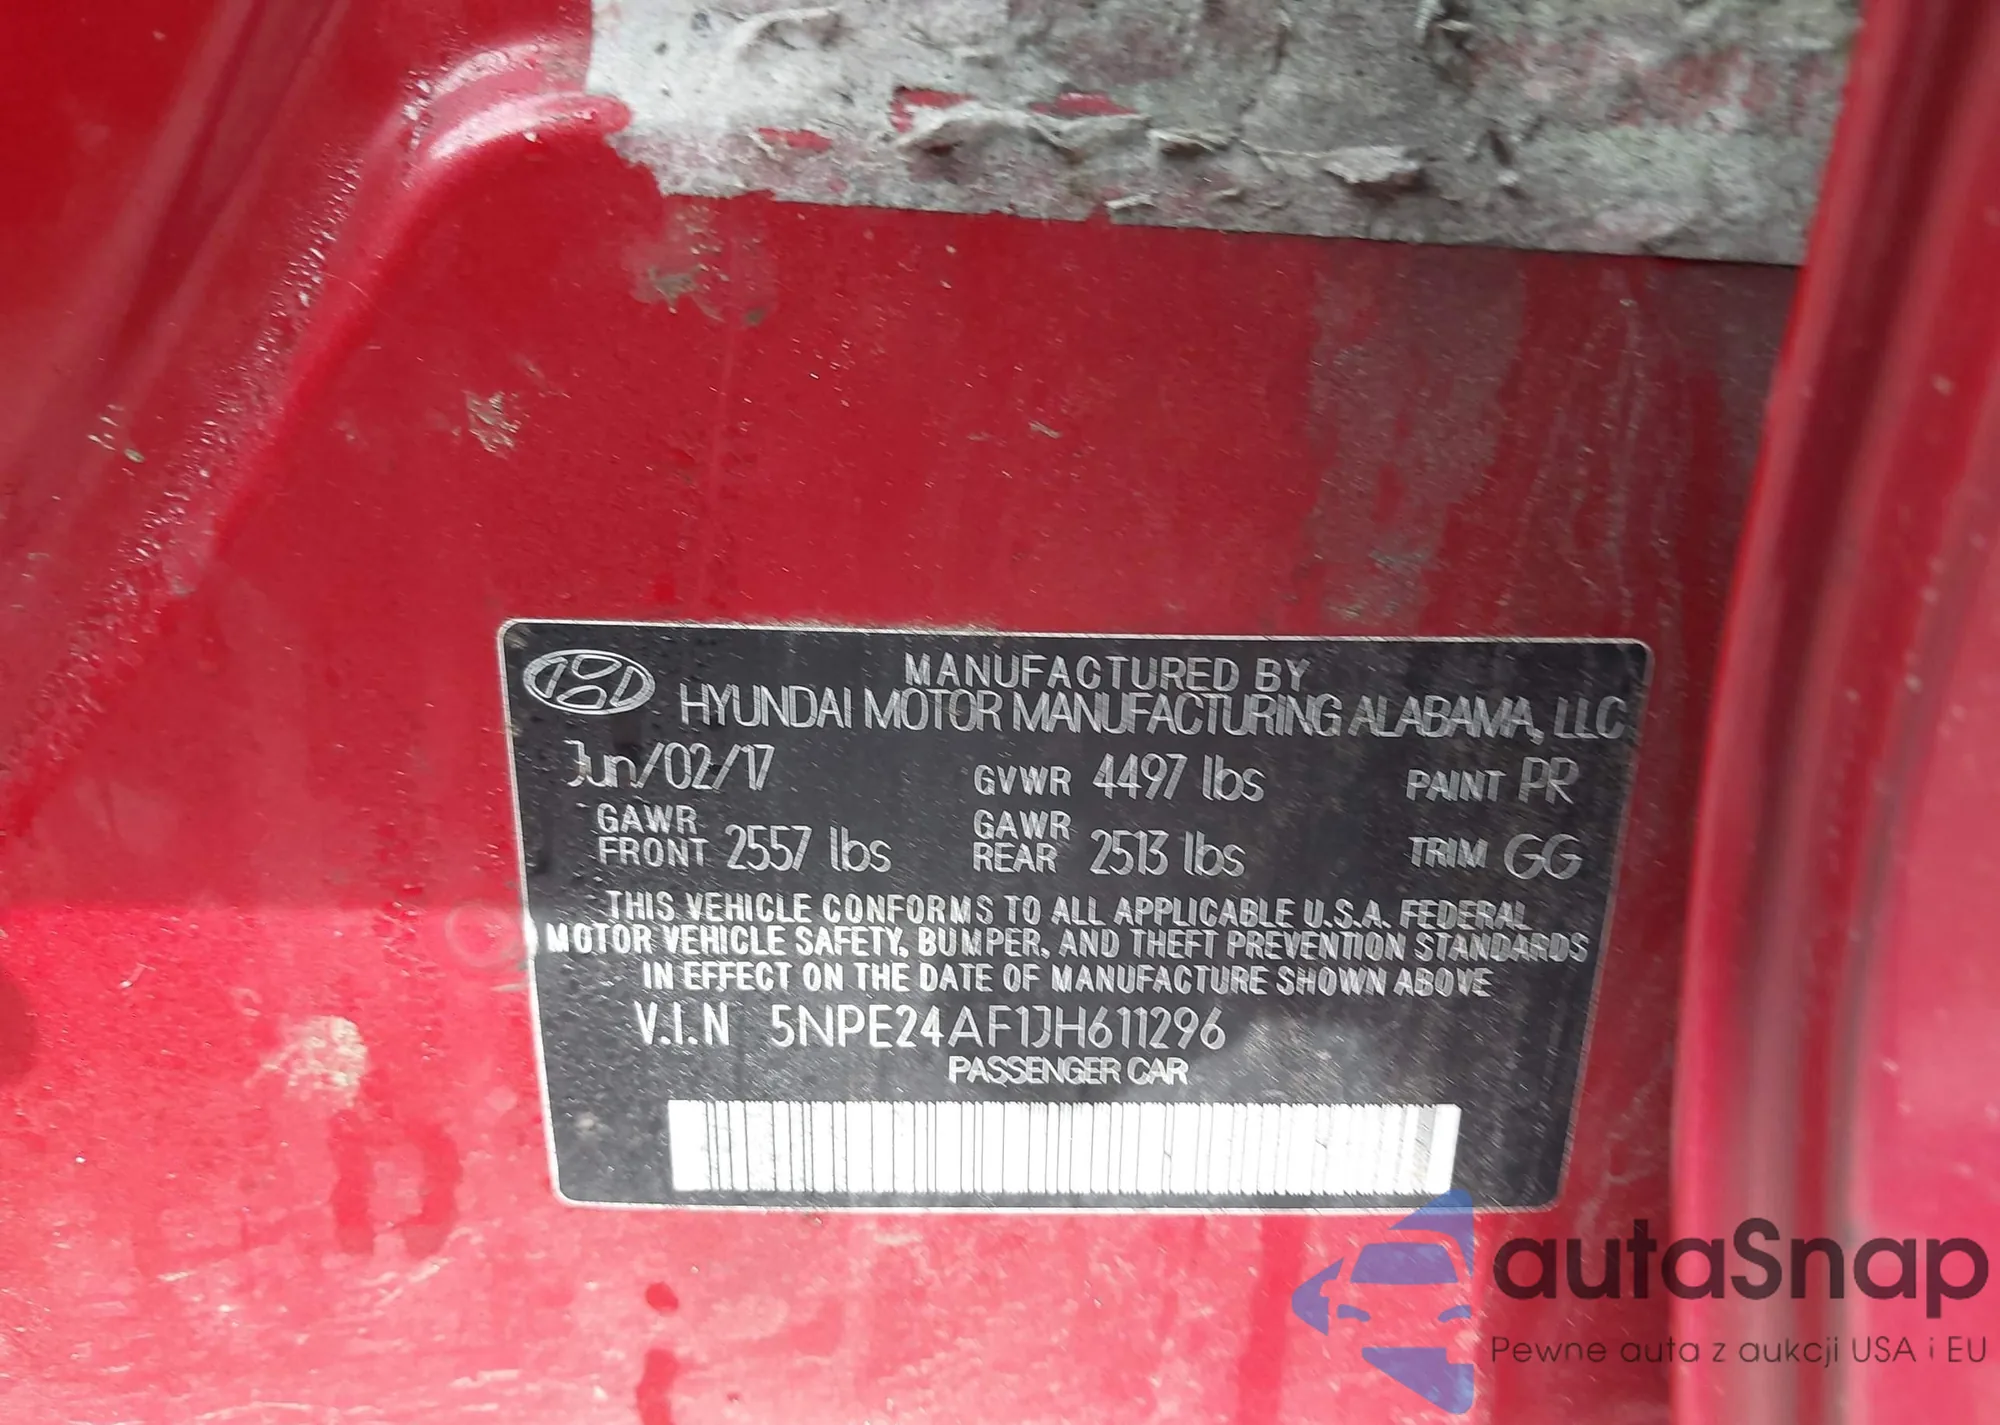 MANUFACTURED BY
HYUNDAI MOTOR MANUFACTURING ALABAMA, LLC
Jun/02/17 GVWR 4497 lbs PAINT PR
GAWR FRONT 2557 lbs GAWR REAR 2513 lbs TRIM GG
THIS VEHICLE CONFORMS TO ALL APPLICABLE U.S.A. FEDERAL
MOTOR VEHICLE SAFETY, BUMPER, AND THEFT PREVENTION STANDARDS
IN EFFECT ON THE DATE OF MANUFACTURE SHOWN ABOVE
V.I.N 5NPE24AF1JH611296
PASSENGER CAR
autaSnap
Pewne auta z aukcji USA i EU